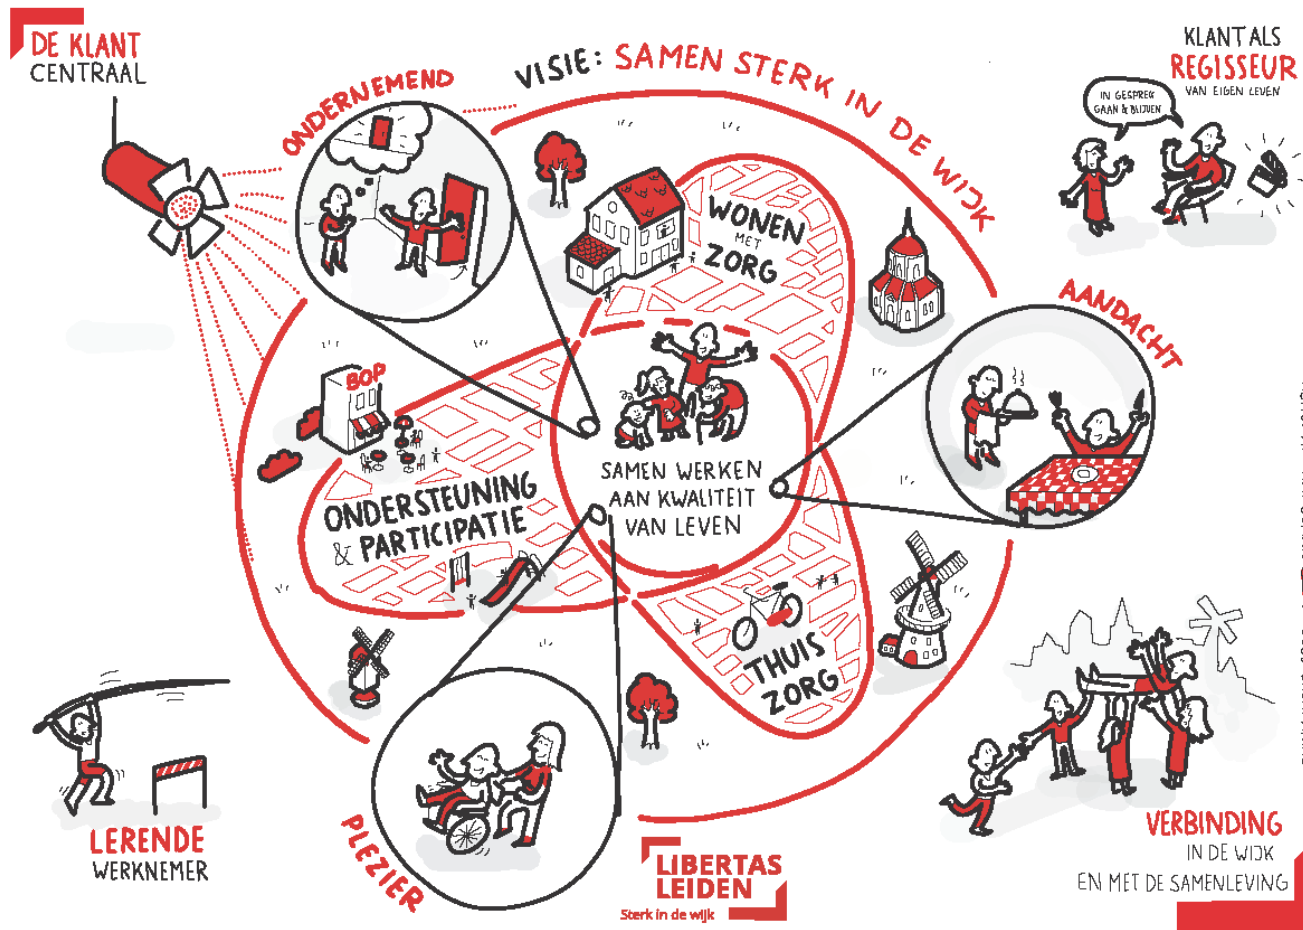 DE KLANT
CENTRAAL
ONDERNEMEND
VISIE: SAMEN STERK IN DE WIJK
KLANT ALS
REGISSEUR
VAN EIGEN LEVEN
IN GESPREK
GAAN & BLIJVEN
WONEN
MET
ZORG
AANDACHT
BOP
SAMEN WERKEN
AAN KWALITEIT
VAN LEVEN
ONDERSTEUNING
& PARTICIPATIE
THUIS
ZORG
LERENDE
WERKNEMER
PLEZIER
LIBERTAS
LEIDEN
Sterk in de wijk
VERBINDING
IN DE WIJK
EN MET DE SAMENLEVING